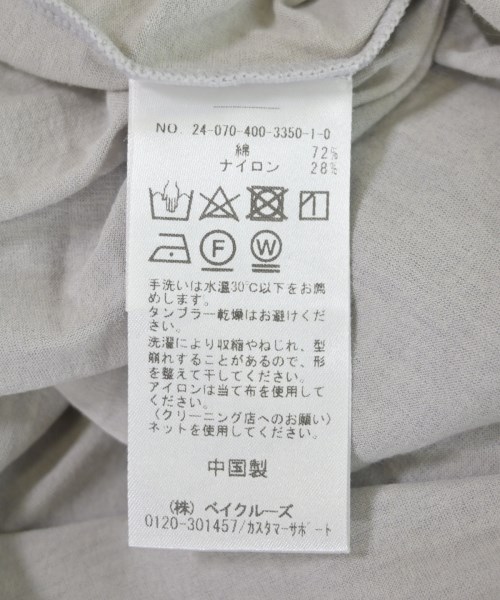 NO. 24-070-400-3350-1-0
綿 72%
ナイロン 28%
F W
手洗いは水温30℃以下をお薦
めします。
タンブラー乾燥はお避けくださ
い。
洗濯により収縮やねじれ、型
崩れすることがあるので、形
を整えて干してください。
アイロンは当て布を使用して
ください。
〈クリーニング店へのお願い〉
ネットを使用してください。
中国製
(株) ベイクルーズ
0120-301457/カスタマーサポート